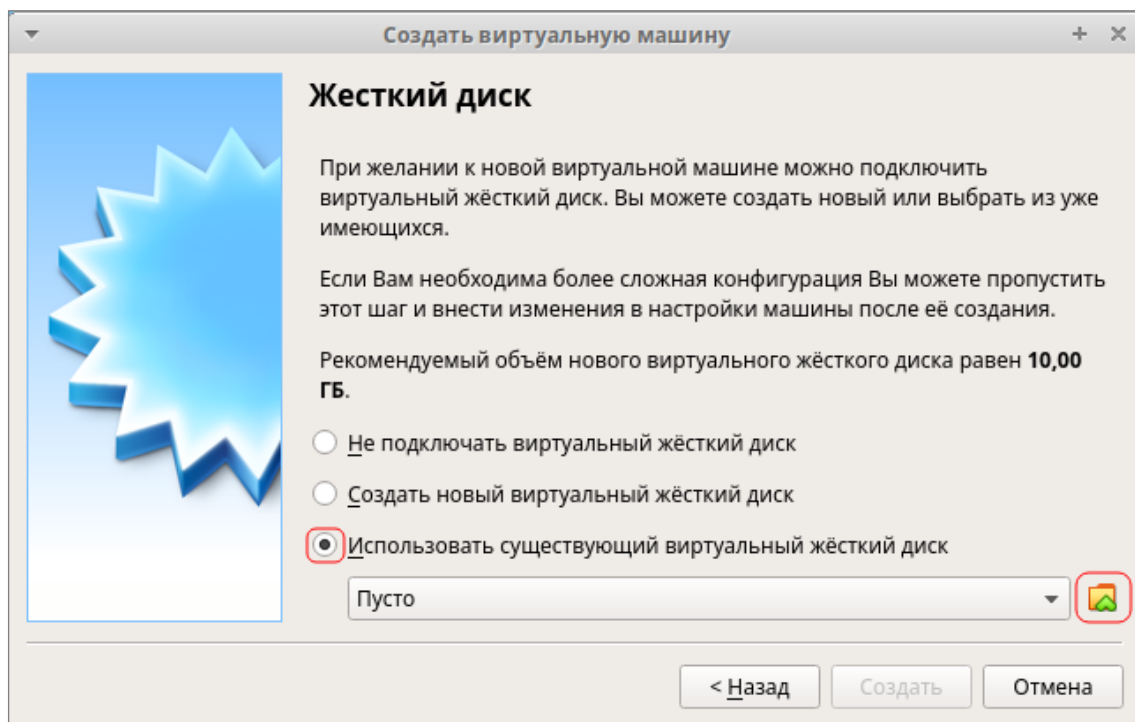 Создать виртуальную машину
Жесткий диск
При желании к новой виртуальной машине можно подключить
виртуальный жёсткий диск. Вы можете создать новый или выбрать из уже
имеющихся.
Если Вам необходима более сложная конфигурация Вы можете пропустить
этот шаг и внести изменения в настройки машины после её создания.
Рекомендуемый объём нового виртуального жёсткого диска равен 10,00
ГБ.
Не подключать виртуальный жёсткий диск
Создать новый виртуальный жёсткий диск
Использовать существующий виртуальный жёсткий диск
Пусто
< Назад
Создать
Отмена